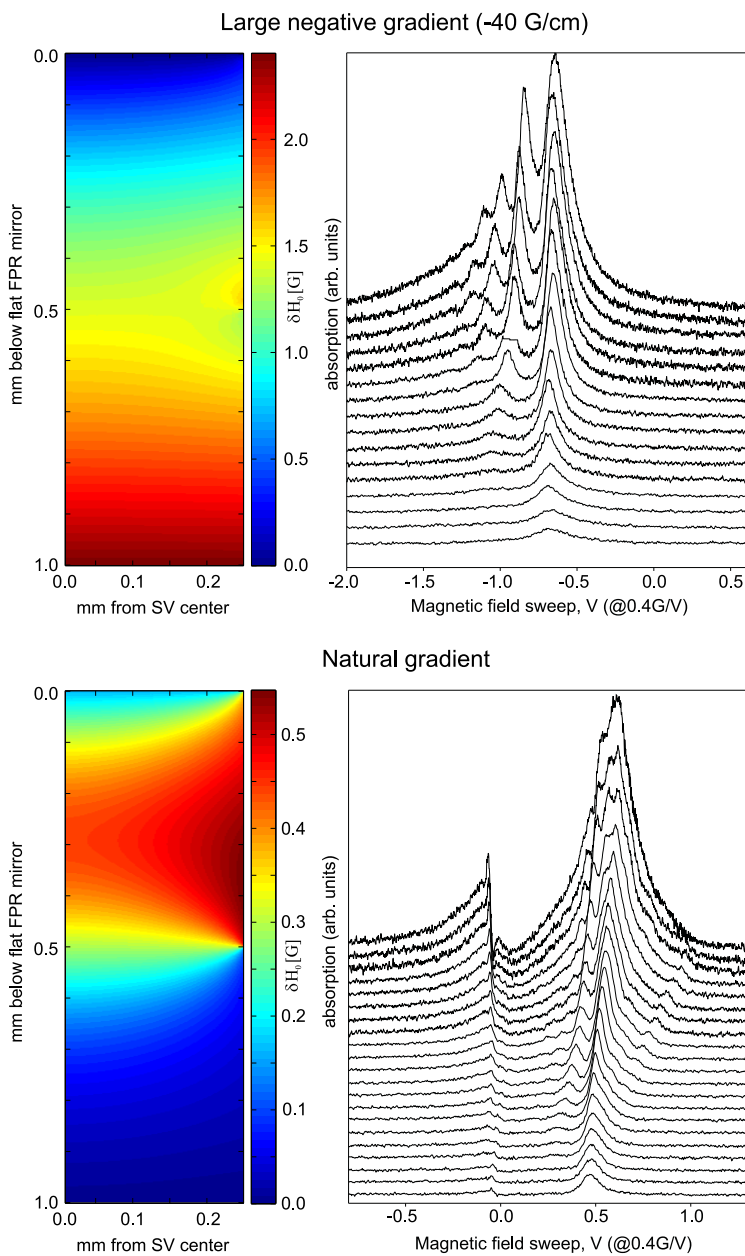 Large negative gradient (-40 G/cm)
0.0
0.5
1.0
mm below flat FPR mirror
0.0
0.2
mm from SV center
2.0
1.5
1.0
0.5
0.0
δH₀[G]
absorption (arb. units)
-2.0
-1.5
-1.0
-0.5
0.0
0.5
Magnetic field sweep, V (@0.4G/V)
Natural gradient
0.0
0.5
1.0
mm below flat FPR mirror
0.0
0.2
mm from SV center
0.5
0.4
0.3
0.2
0.1
0.0
δH₀[G]
absorption (arb. units)
-0.5
0.0
0.5
1.0
Magnetic field sweep, V (@0.4G/V)